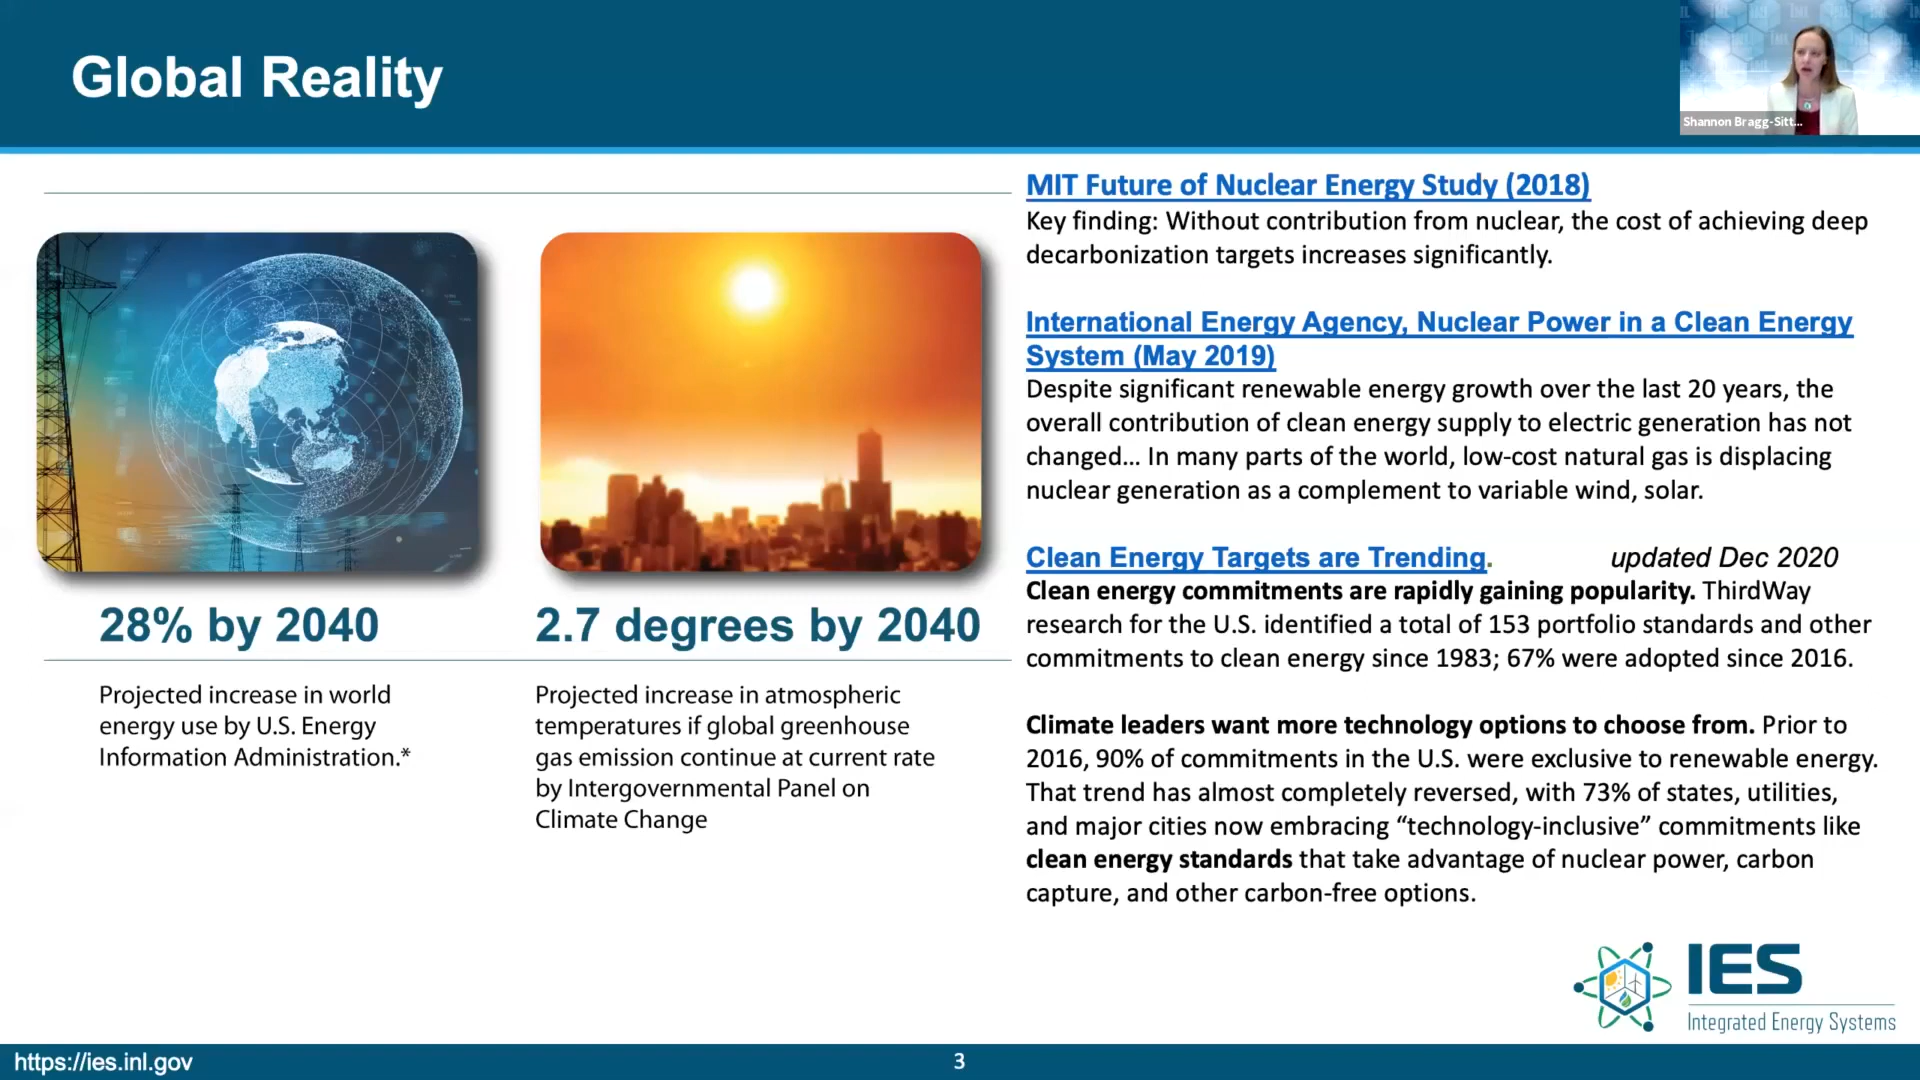 Global Reality
Shannon Bragg-Sitt...
28% by 2040
Projected increase in world
energy use by U.S. Energy
Information Administration.*
2.7 degrees by 2040
Projected increase in atmospheric
temperatures if global greenhouse
gas emission continue at current rate
by Intergovernmental Panel on
Climate Change
MIT Future of Nuclear Energy Study (2018)
Key finding: Without contribution from nuclear, the cost of achieving deep
decarbonization targets increases significantly.
International Energy Agency, Nuclear Power in a Clean Energy
System (May 2019)
Despite significant renewable energy growth over the last 20 years, the
overall contribution of clean energy supply to electric generation has not
changed... In many parts of the world, low-cost natural gas is displacing
nuclear generation as a complement to variable wind, solar.
Clean Energy Targets are Trending. updated Dec 2020
Clean energy commitments are rapidly gaining popularity. ThirdWay
research for the U.S. identified a total of 153 portfolio standards and other
commitments to clean energy since 1983; 67% were adopted since 2016.
Climate leaders want more technology options to choose from. Prior to
2016, 90% of commitments in the U.S. were exclusive to renewable energy.
That trend has almost completely reversed, with 73% of states, utilities,
and major cities now embracing “technology-inclusive” commitments like
clean energy standards that take advantage of nuclear power, carbon
capture, and other carbon-free options.
IES
Integrated Energy Systems
https://ies.inl.gov
3